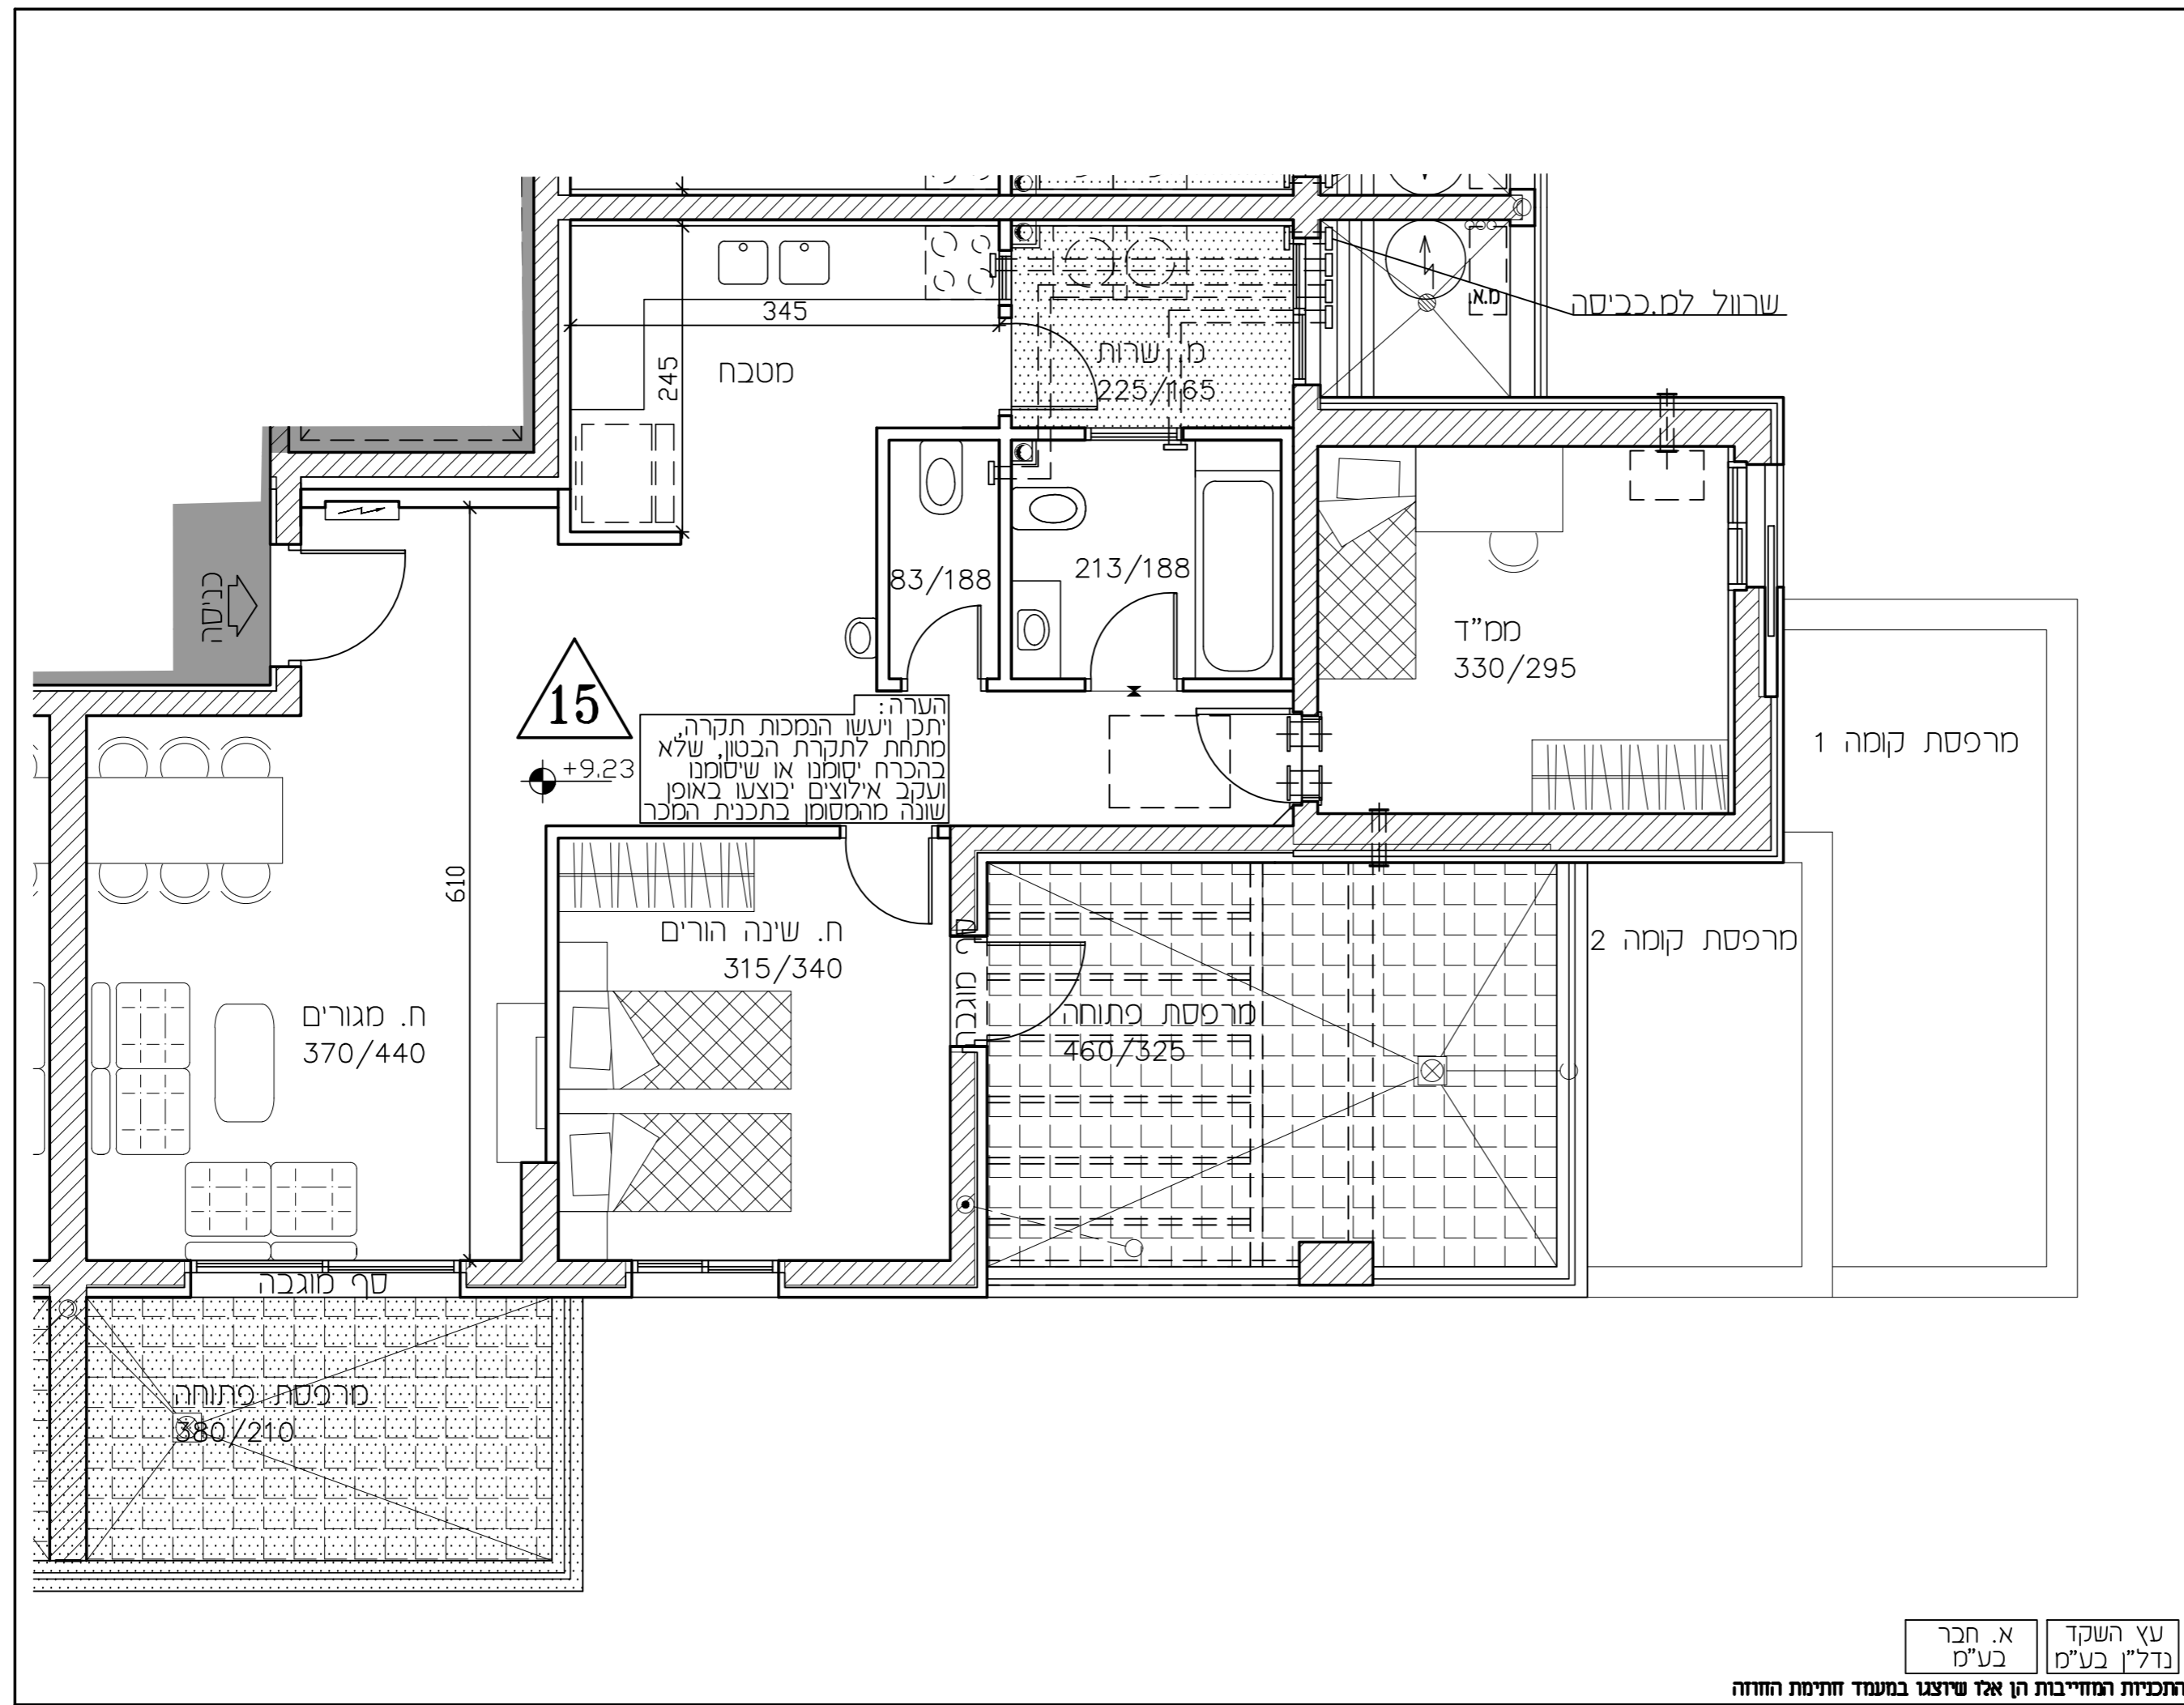 345
245
מטבח
מ. שרות
225/165
מ.א.
שרוול למ.כביסה
כניסה
83/188
213/188
ממ"ד
330/295
15
+9.23
הערה:
יתכן ויעשו הנמכות תקרה,
מתחת לתקרת הבטון, שלא
בהכרח יסומנו או שיסומנו
ועקב אילוצים יבוצעו באופן
שונה מהמסומן בתכנית המכר
מרפסת קומה 1
610
ח. שינה הורים
315/340
מוגבה
מרפסת פתוחה
460/325
מרפסת קומה 2
ח. מגורים
370/440
סף מוגבה
מרפסת פתוחה
380/210
עץ השקד
נדל"ן בע"מ
א. חבר
בע"מ
התכניות המחייבות הן אלו שיוצגו במעמד חתימת החוזה